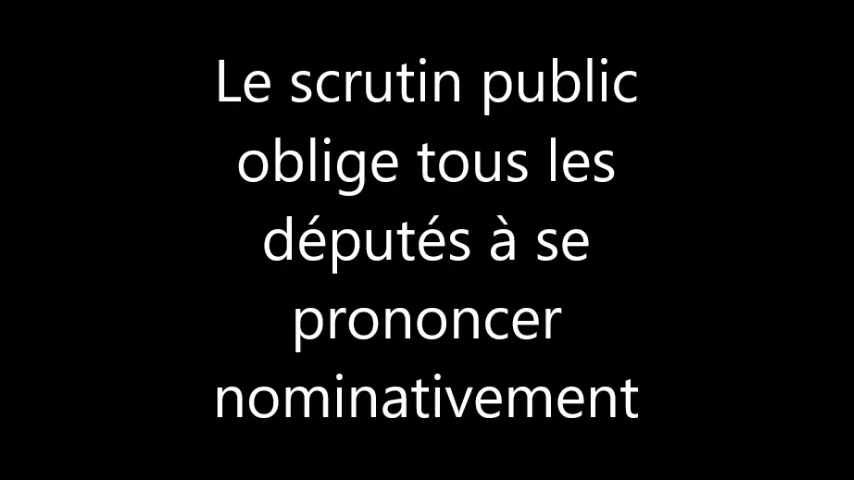 Le scrutin public
oblige tous les
députés à se
prononcer
nominativement